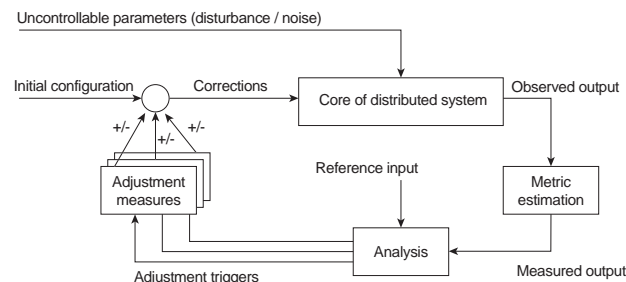 Uncontrollable parameters (disturbance / noise)
Initial configuration
Corrections
Core of distributed system
Observed output
+/-
+/-
+/-
Reference input
Adjustment
measures
Metric
estimation
Analysis
Adjustment triggers
Measured output